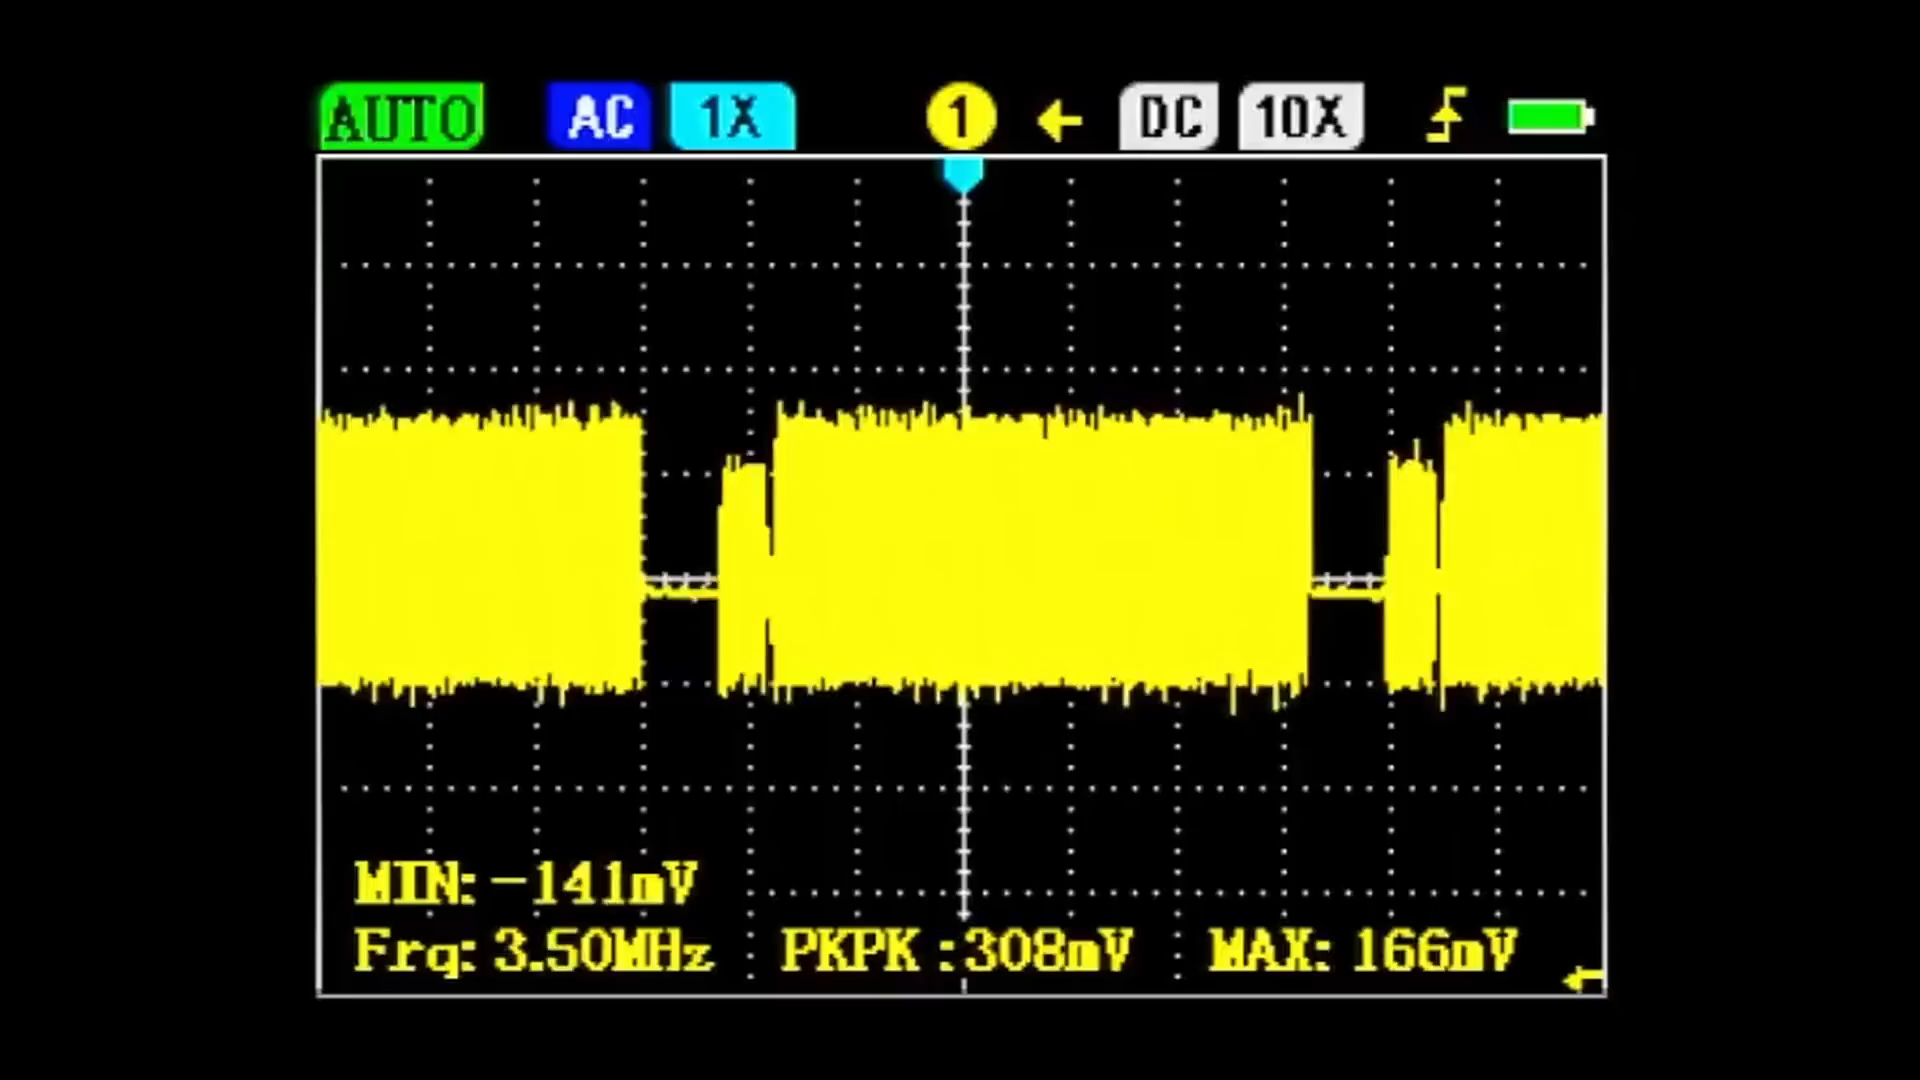 AUTO AC 1X 1 DC 10X
MIN: -141mV
Frq: 3.50MHz PKPK :308mV MAX: 166mV